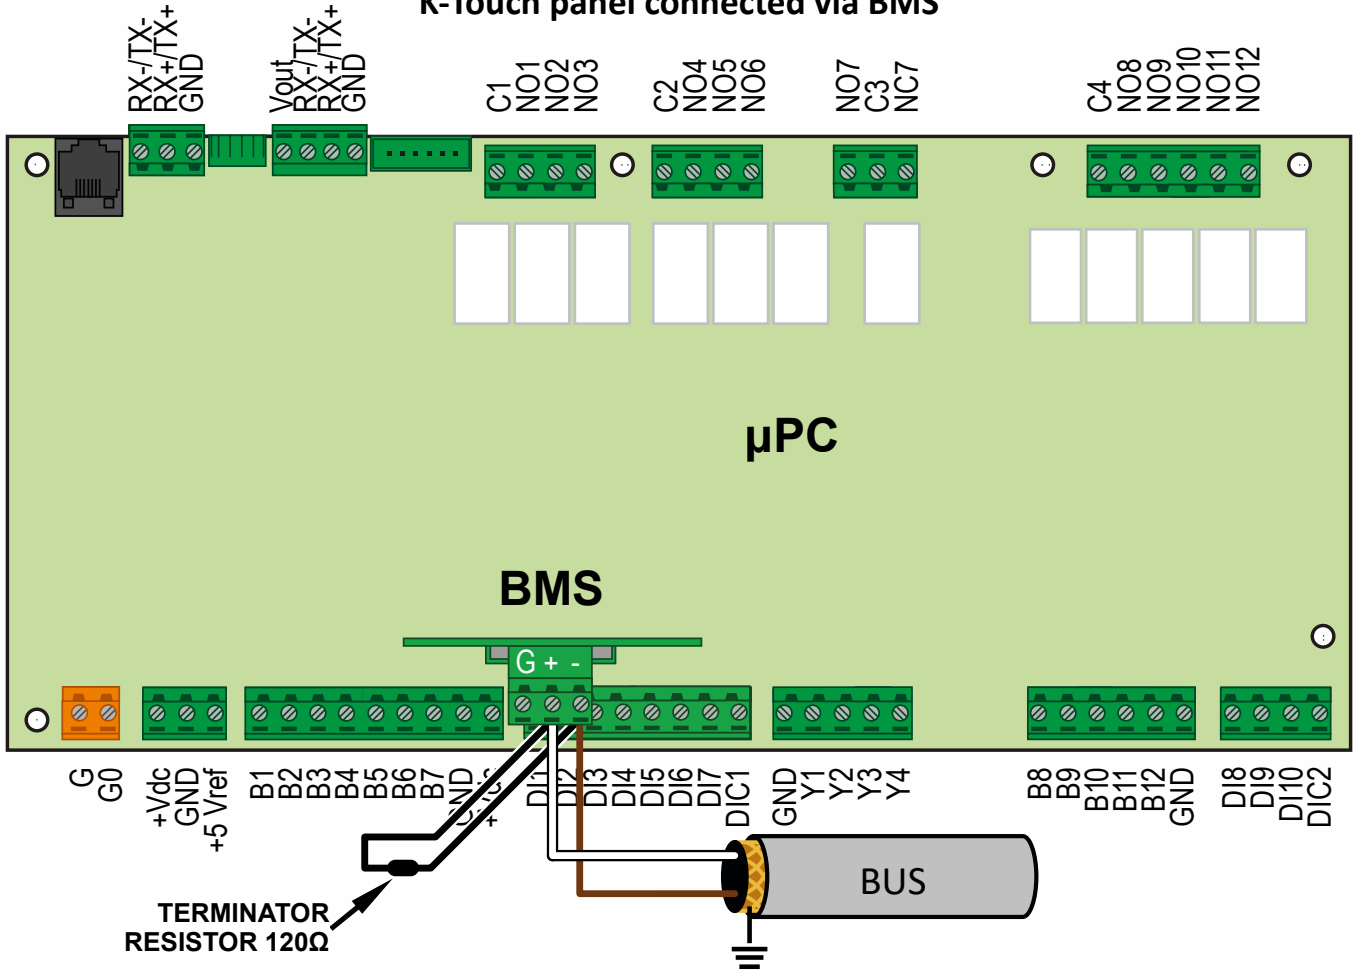 K-Touch panel connected via BMS
RX-/TX-
RX+/TX+
GND
Vout
RX-/TX-
RX+/TX+
GND
C1
NO1
NO2
NO3
C2
NO4
NO5
NO6
NO7
C3
NC7
C4
NO8
NO9
NO10
NO11
NO12
µPC
BMS
G + -
G
G0
+Vdc
GND
+5 Vref
B1
B2
B3
B4
B5
B6
B7
GND
DI1
DI2
DI3
DI4
DI5
DI6
DI7
DIC1
GND
Y1
Y2
Y3
Y4
B8
B9
B10
B11
B12
GND
DI8
DI9
DI10
DIC2
BUS
TERMINATOR
RESISTOR 120Ω